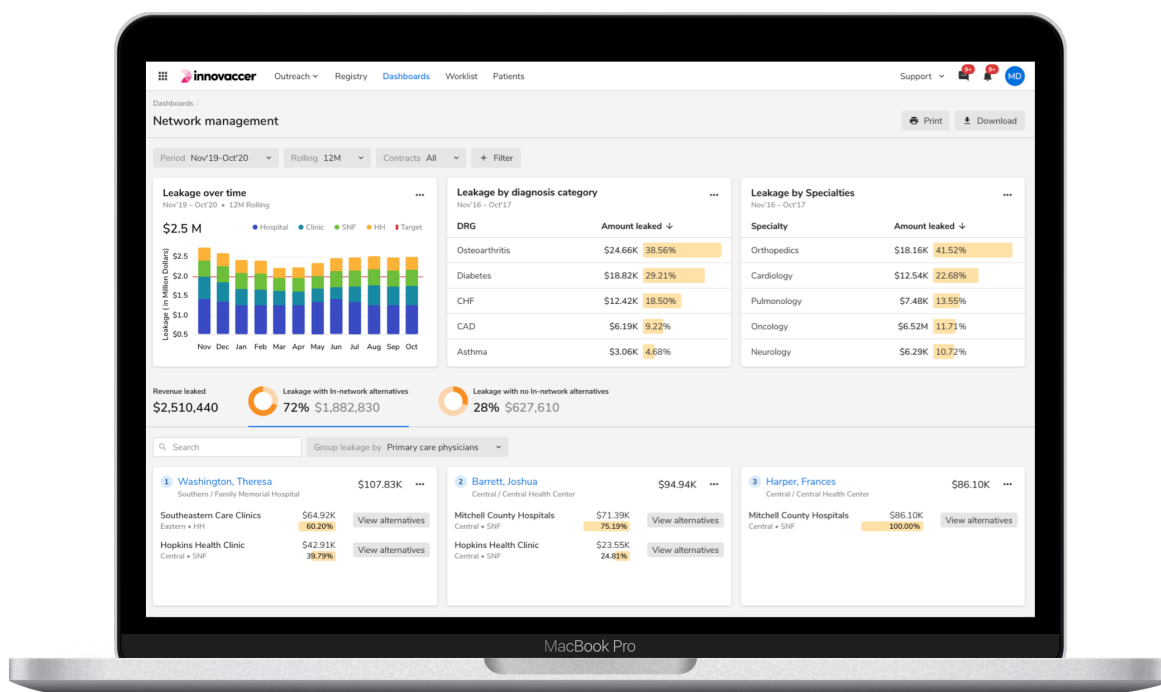 innovaccer Outreach Registry Dashboards Worklist Patients Support 9+ 9+ MD
Dashboards /
Network management
Print Download
Period Nov'19-Oct'20 Rolling 12M Contracts All + Filter
Leakage over time
Nov'19 – Oct'20 • 12M Rolling
$2.5 M
Hospital Clinic SNF HH Target
Leakage ( in Million Dollars)
$2.5
$2.0
$1.5
$1.0
$0.5
Nov Dec Jan Feb Mar Apr May Jun Jul Aug Sep Oct
Leakage by diagnosis category
Nov'16 – Oct'17
DRG Amount leaked ↓
Osteoarthritis $24.66K 38.56%
Diabetes $18.82K 29.21%
CHF $12.42K 18.50%
CAD $6.19K 9.22%
Asthma $3.06K 4.68%
Leakage by Specialties
Nov'16 – Oct'17
Specialty Amount leaked ↓
Orthopedics $18.16K 41.52%
Cardiology $12.54K 22.68%
Pulmonology $7.48K 13.55%
Oncology $6.52M 11.71%
Neurology $6.29K 10.72%
Revenue leaked
$2,510,440
Leakage with In-network alternatives
72% $1,882,830
Leakage with no In-network alternatives
28% $627,610
Search
Group leakage by Primary care physicians
1 Washington, Theresa $107.83K
Southern / Family Memorial Hospital
Southeastern Care Clinics $64.92K View alternatives
Eastern • HH 60.20%
Hopkins Health Clinic $42.91K View alternatives
Central • SNF 39.79%
2 Barrett, Joshua $94.94K
Central / Central Health Center
Mitchell County Hospitals $71.39K View alternatives
Central • SNF 75.19%
Hopkins Health Clinic $23.55K View alternatives
Central • SNF 24.81%
3 Harper, Frances $86.10K
Central / Central Health Center
Mitchell County Hospitals $86.10K View alternatives
Central • SNF 100.00%
MacBook Pro